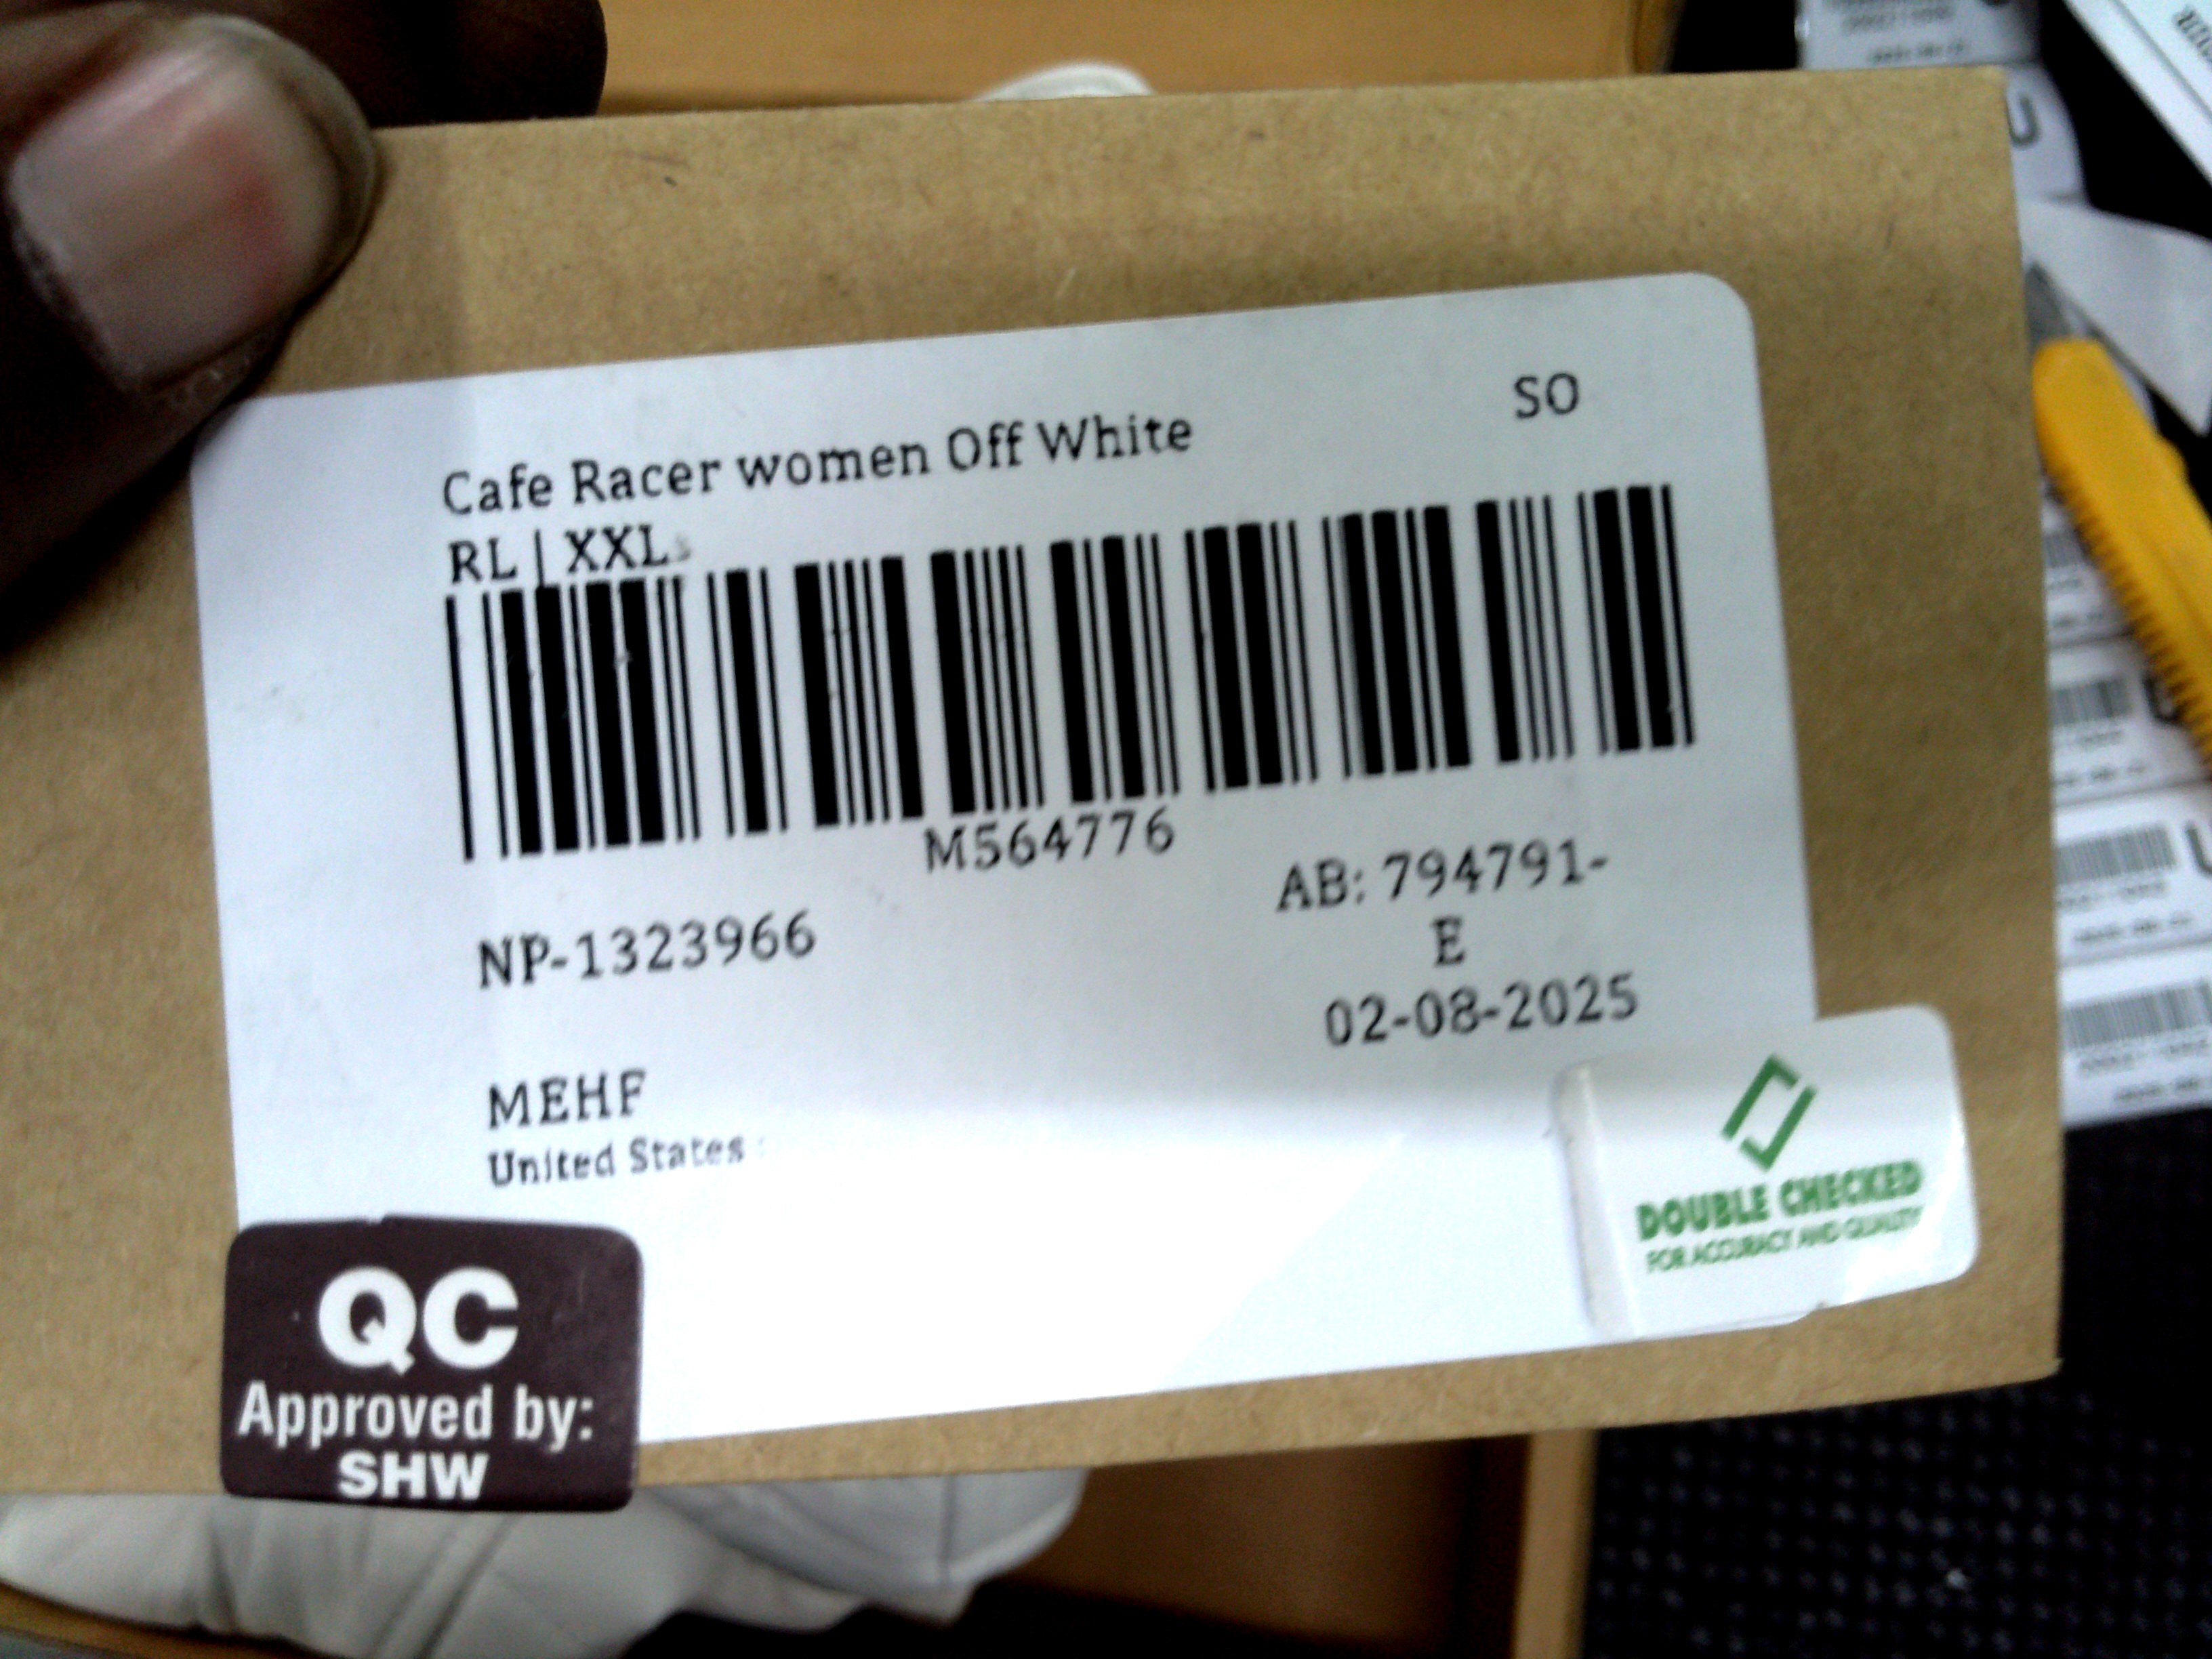 SO
Cafe Racer women Off White
RL | XXL
M564776
AB: 794791-
E
NP-1323966
02-08-2025
MEHF
United States
DOUBLE CHECKED
FOR ACCURACY AND QUALITY
QC
Approved by:
SHW